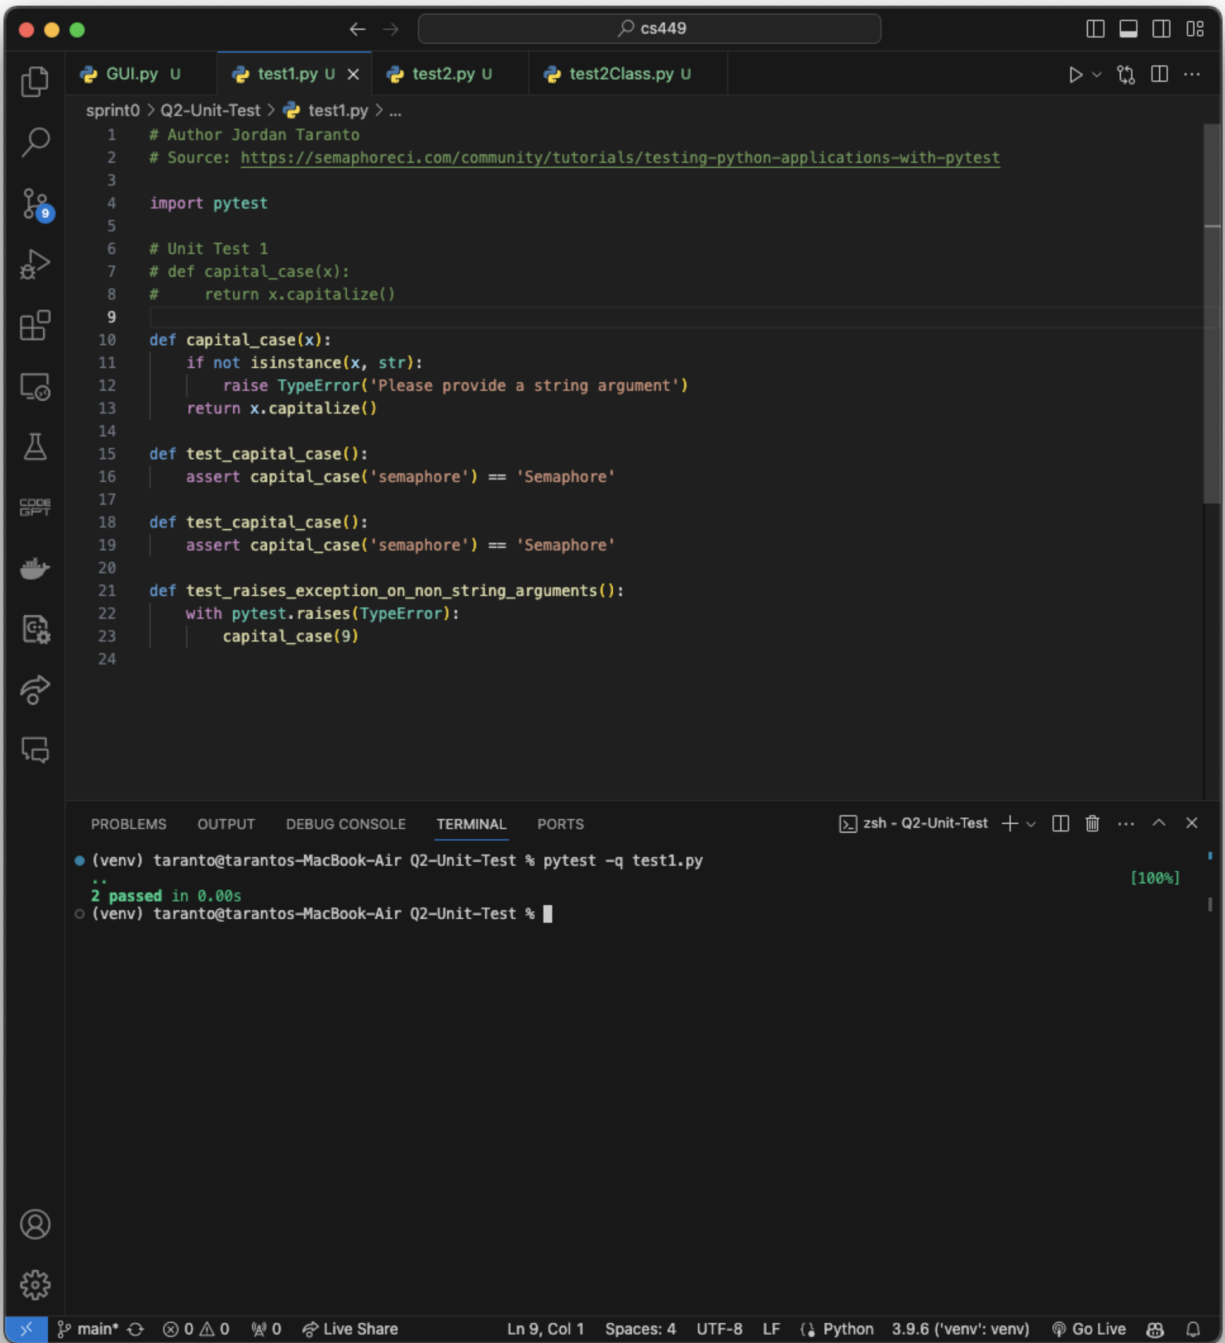 cs449
GUI.py U
test1.py U
test2.py U
test2Class.py U
sprint0 > Q2-Unit-Test > test1.py > ...
1 # Author Jordan Taranto
2 # Source: https://semaphoreci.com/community/tutorials/testing-python-applications-with-pytest
3
4 import pytest
5
6 # Unit Test 1
7 # def capital_case(x):
8 #     return x.capitalize()
9
10 def capital_case(x):
11     if not isinstance(x, str):
12         raise TypeError('Please provide a string argument')
13     return x.capitalize()
14
15 def test_capital_case():
16     assert capital_case('semaphore') == 'Semaphore'
17
18 def test_capital_case():
19     assert capital_case('semaphore') == 'Semaphore'
20
21 def test_raises_exception_on_non_string_arguments():
22     with pytest.raises(TypeError):
23         capital_case(9)
24
9
CODE
GPT
PROBLEMS OUTPUT DEBUG CONSOLE TERMINAL PORTS zsh - Q2-Unit-Test
(venv) taranto@tarantos-MacBook-Air Q2-Unit-Test % pytest -q test1.py
.. [100%]
2 passed in 0.00s
(venv) taranto@tarantos-MacBook-Air Q2-Unit-Test %
main* 0 0 0 Live Share Ln 9, Col 1 Spaces: 4 UTF-8 LF Python 3.9.6 ('venv': venv) Go Live